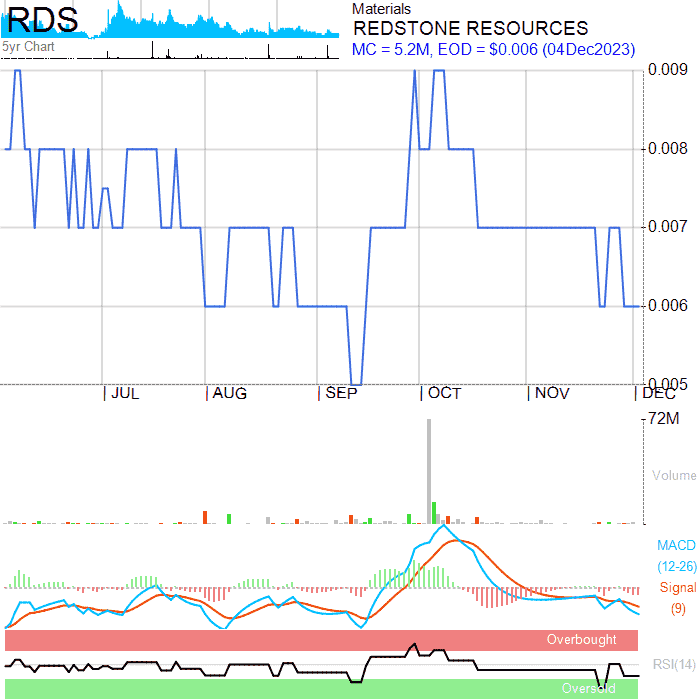 RDS
5yr Chart
Materials
REDSTONE RESOURCES
MC = 5.2M, EOD = $0.006 (04Dec2023)
0.009
0.008
0.007
0.006
0.005
JUL AUG SEP OCT NOV DEC
72M
Volume
MACD
(12-26)
Signal
(9)
Overbought
RSI(14)
Oversold